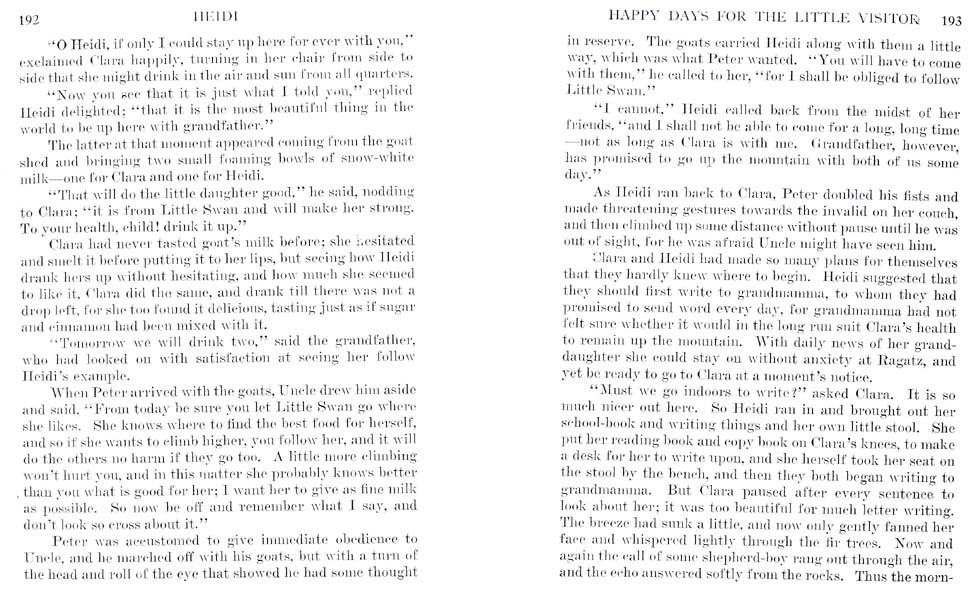 192
HEIDI
"O Heidi, if only I could stay up here for ever with you,"
exclaimed Clara happily, turning in her chair from side to
side that she might drink in the air and sun from all quarters.
"Now you see that it is just what I told you," replied
Heidi delighted; "that it is the most beautiful thing in the
world to be up here with grandfather."
The latter at that moment appeared coming from the goat
shed and bringing two small foaming bowls of snow-white
milk—one for Clara and one for Heidi.
"That will do the little daughter good," he said, nodding
to Clara; "it is from Little Swan and will make her strong.
To your health, child! drink it up."
Clara had never tasted goat's milk before; she hesitated
and smelt it before putting it to her lips, but seeing how Heidi
drank hers up without hesitating, and how much she seemed
to like it, Clara did the same, and drank till there was not a
drop left, for she too found it delicious, tasting just as if sugar
and cinnamon had been mixed with it.
"Tomorrow we will drink two," said the grandfather,
who had looked on with satisfaction at seeing her follow
Heidi's example.
When Peter arrived with the goats, Uncle drew him aside
and said, "From today be sure you let Little Swan go where
she likes. She knows where to find the best food for herself,
and so if she wants to climb higher, you follow her, and it will
do the others no harm if they go too. A little more climbing
won't hurt you, and in this matter she probably knows better
than you what is good for her; I want her to give as fine milk
as possible. So now be off and remember what I say, and
don't look so cross about it."
Peter was accustomed to give immediate obedience to
Uncle, and he marched off with his goats, but with a turn of
the head and roll of the eye that showed he had some thought
HAPPY DAYS FOR THE LITTLE VISITOR
193
in reserve. The goats carried Heidi along with them a little
way, which was what Peter wanted. "You will have to come
with them," he called to her, "for I shall be obliged to follow
Little Swan."
"I cannot," Heidi called back from the midst of her
friends, "and I shall not be able to come for a long, long time
—not as long as Clara is with me. Grandfather, however,
has promised to go up the mountain with both of us some
day."
As Heidi ran back to Clara, Peter doubled his fists and
made threatening gestures towards the invalid on her couch,
and then climbed up some distance without pause until he was
out of sight, for he was afraid Uncle might have seen him.
Clara and Heidi had made so many plans for themselves
that they hardly knew where to begin. Heidi suggested that
they should first write to grandmamma, to whom they had
promised to send word every day, for grandmamma had not
felt sure whether it would in the long run suit Clara's health
to remain up the mountain. With daily news of her grand-
daughter she could stay on without anxiety at Ragatz, and
yet be ready to go to Clara at a moment's notice.
"Must we go indoors to write?" asked Clara. It is so
much nicer out here. So Heidi ran in and brought out her
school-book and writing things and her own little stool. She
put her reading book and copy book on Clara's knees, to make
a desk for her to write upon, and she herself took her seat on
the stool by the bench, and then they both began writing to
grandmamma. But Clara paused after every sentence to
look about her; it was too beautiful for much letter writing.
The breeze had sunk a little, and now only gently fanned her
face and whispered lightly through the fir trees. Now and
again the call of some shepherd-boy rang out through the air,
and the echo answered softly from the rocks. Thus the morn-